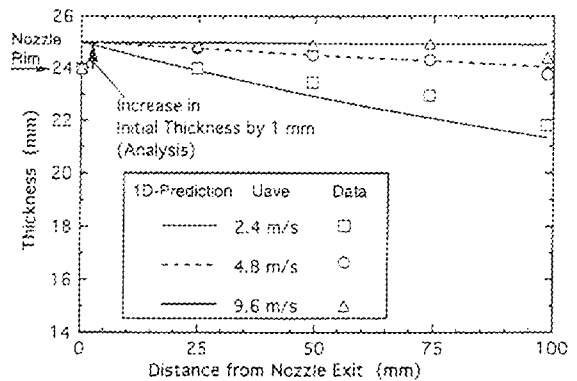 26
24
22
20
18
16
14
Thickness (mm)
Nozzle
Rim
Increase in
Initial Thickness by 1 mm
(Analysis)
1D-Prediction Uave Data
2.4 m/s
4.8 m/s
9.6 m/s
0 25 50 75 100
Distance from Nozzle Exit (mm)